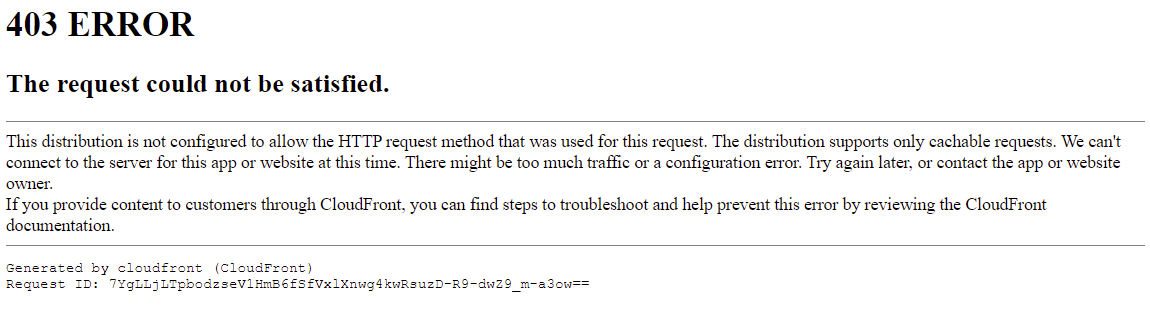 403 ERROR
The request could not be satisfied.
This distribution is not configured to allow the HTTP request method that was used for this request. The distribution supports only cachable requests. We can't
connect to the server for this app or website at this time. There might be too much traffic or a configuration error. Try again later, or contact the app or website
owner.
If you provide content to customers through CloudFront, you can find steps to troubleshoot and help prevent this error by reviewing the CloudFront
documentation.
Generated by cloudfront (CloudFront)
Request ID: 7YgLLjLTpbodzseV1HmB6fSfVxlXnwg4kwRsuzD-R9-dwZ9_m-a3ow==